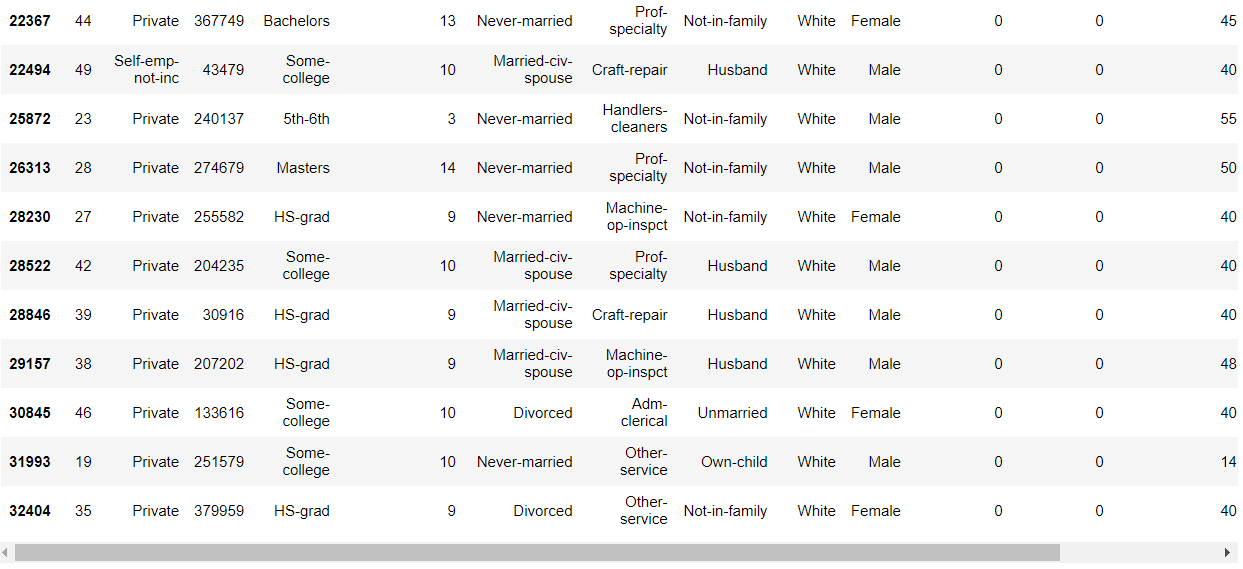 22367 44 Private 367749 Bachelors 13 Never-married Prof-specialty Not-in-family White Female 0 0 45
22494 49 Self-emp-not-inc 43479 Some-college 10 Married-civ-spouse Craft-repair Husband White Male 0 0 40
25872 23 Private 240137 5th-6th 3 Never-married Handlers-cleaners Not-in-family White Male 0 0 55
26313 28 Private 274679 Masters 14 Never-married Prof-specialty Not-in-family White Male 0 0 50
28230 27 Private 255582 HS-grad 9 Never-married Machine-op-inspct Not-in-family White Female 0 0 40
28522 42 Private 204235 Some-college 10 Married-civ-spouse Prof-specialty Husband White Male 0 0 40
28846 39 Private 30916 HS-grad 9 Married-civ-spouse Craft-repair Husband White Male 0 0 40
29157 38 Private 207202 HS-grad 9 Married-civ-spouse Machine-op-inspct Husband White Male 0 0 48
30845 46 Private 133616 Some-college 10 Divorced Adm-clerical Unmarried White Female 0 0 40
31993 19 Private 251579 Some-college 10 Never-married Other-service Own-child White Male 0 0 14
32404 35 Private 379959 HS-grad 9 Divorced Other-service Not-in-family White Female 0 0 40